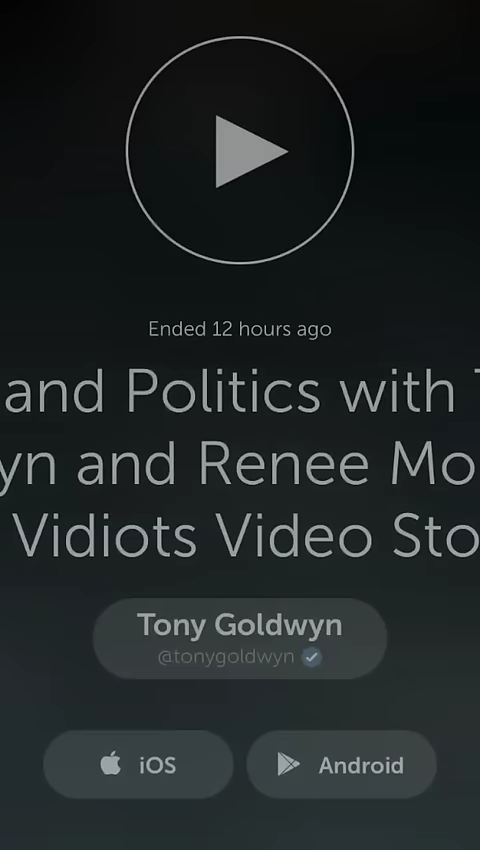 Ended 12 hours ago
and Politics with
yn and Renee Mo
Vidiots Video Sto
Tony Goldwyn
@tonygoldwyn
iOS
Android